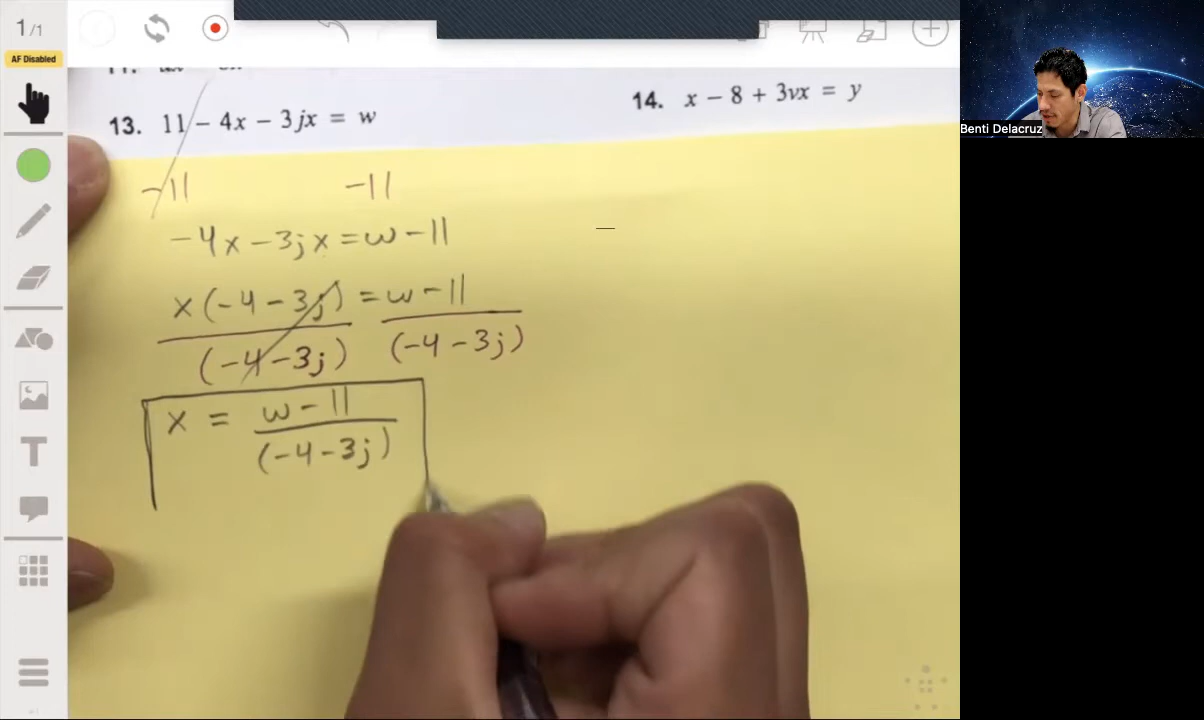 1/1
AF Disabled
13. 11 - 4x - 3jx = w
14. x - 8 + 3vx = y
-11 -11
-4x - 3jx = w - 11
x(-4 - 3j) = w - 11
(-4 - 3j) (-4 - 3j)
x = w - 11
(-4 - 3j)
T
Benti Delacruz